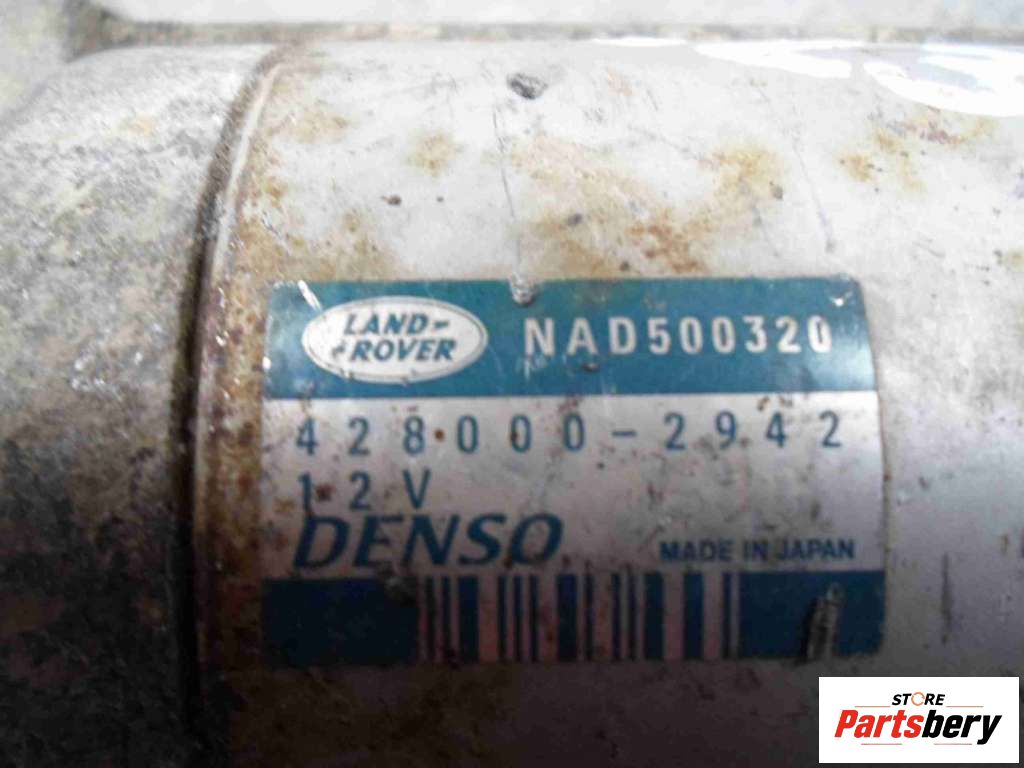 LAND-
ROVER
NAD500320
428000-2942
12V
DENSO
MADE IN JAPAN
STORE
Partsbery